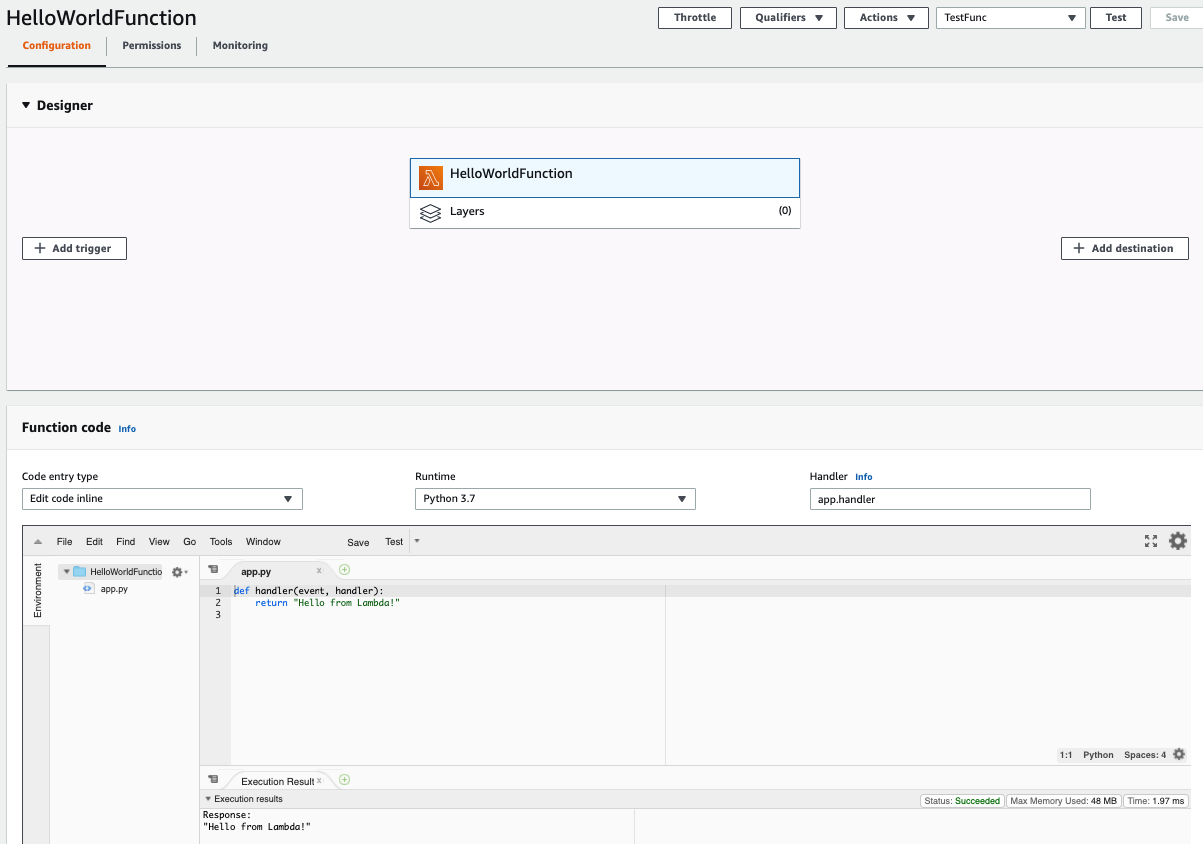 HelloWorldFunction
Throttle Qualifiers Actions TestFunc Test Save
Configuration Permissions Monitoring
Designer
HelloWorldFunction
Layers (0)
Add trigger Add destination
Function code Info
Code entry type Runtime Handler Info
Edit code inline Python 3.7 app.handler
File Edit Find View Go Tools Window Save Test
Environment
HelloWorldFunctio
app.py
app.py
1 def handler(event, handler):
2 return "Hello from Lambda!"
3
1:1 Python Spaces: 4
Execution Result
Execution results Status: Succeeded Max Memory Used: 48 MB Time: 1.97 ms
Response:
"Hello from Lambda!"